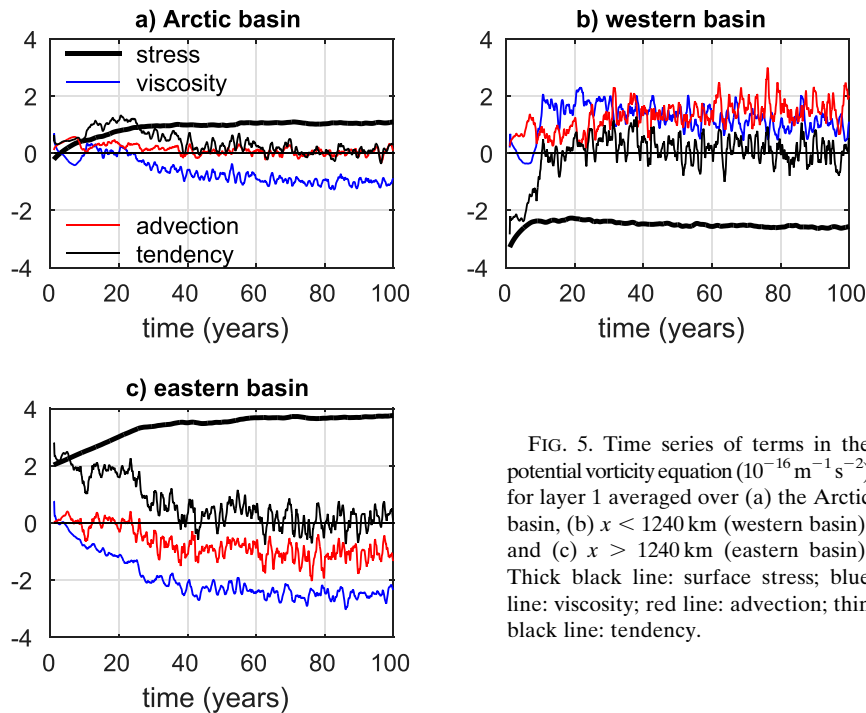 a) Arctic basin
4
2
0
-2
-4
stress
viscosity
advection
tendency
0 20 40 60 80 100
time (years)
b) western basin
4
2
0
-2
-4
0 20 40 60 80 100
time (years)
c) eastern basin
4
2
0
-2
-4
0 20 40 60 80 100
time (years)
FIG. 5. Time series of terms in the
potential vorticity equation (10⁻¹⁶ m⁻¹ s⁻²)
for layer 1 averaged over (a) the Arctic
basin, (b) x < 1240 km (western basin)
and (c) x > 1240 km (eastern basin)
Thick black line: surface stress; blue
line: viscosity; red line: advection; thin
black line: tendency.